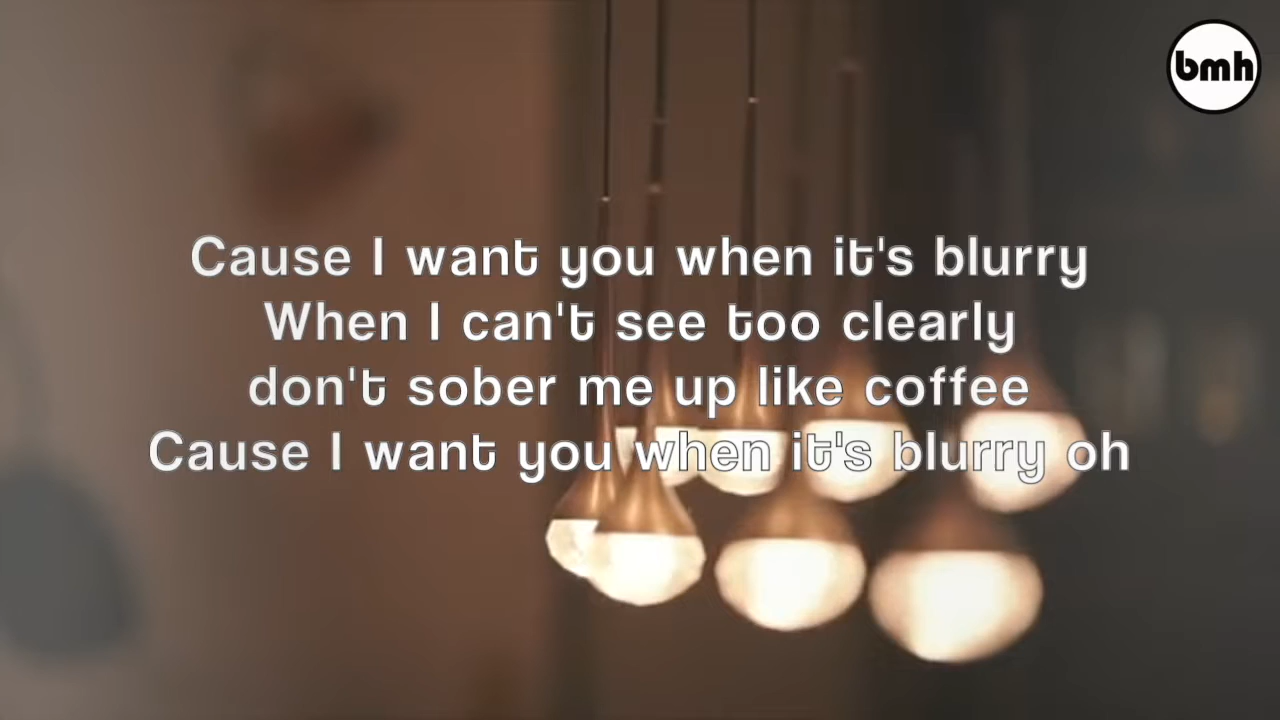 bmh
Cause I want you when it's blurry
When I can't see too clearly
don't sober me up like coffee
Cause I want you when it's blurry oh